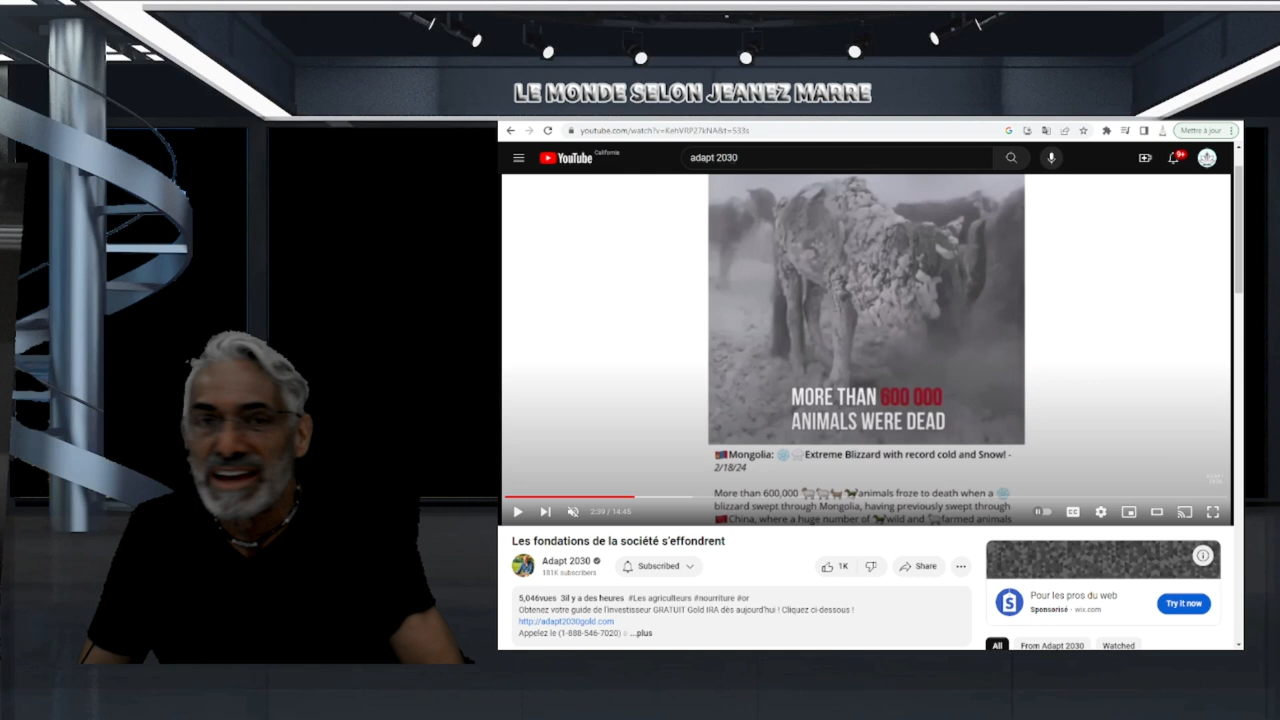 LE MONDE SELON JEANEZ MARRE
youtube.com/watch?v=KehVRP27kNA&t=533s
Mettre à jour
YouTube California
adapt 2030
9+
MORE THAN 600 000
ANIMALS WERE DEAD
Mongolia: Extreme Blizzard with record cold and Snow! -
2/18/24
More than 600,000 animals froze to death when a
blizzard swept through Mongolia, having previously swept through
China, where a huge number of wild and farmed animals
2:39 / 14:45
CC
Les fondations de la société s'effondrent
Adapt 2030
181K subscribers
Subscribed
1K
Share
5,046vues 3il y a des heures #Les agriculteurs #nourriture #or
Obtenez votre guide de l'investisseur GRATUIT Gold IRA dès aujourd'hui ! Cliquez ci-dessous !
http://adapt2030gold.com
Appelez le (1-888-546-7020) ...plus
Pour les pros du web
Sponsorisé · wix.com
Try it now
All
From Adapt 2030
Watched